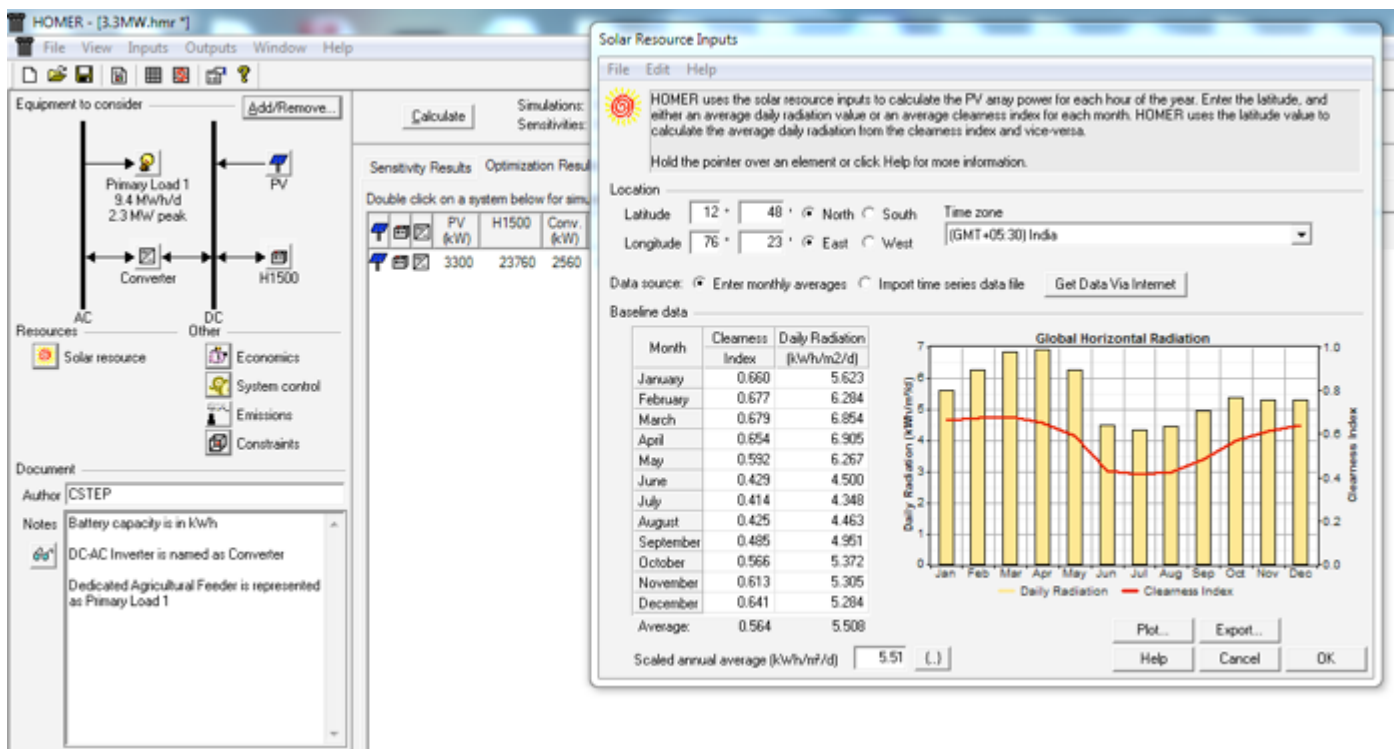 HOMER - [3.3MW.hmr *]
File View Inputs Outputs Window Help
Equipment to consider
Add/Remove...
Primary Load 1
9.4 MWh/d
2.3 MW peak
PV
Converter
H1500
AC
DC
Resources
Other
Solar resource
Economics
System control
Emissions
Constraints
Document
Author CSTEP
Notes
Battery capacity is in kWh
DC-AC Inverter is named as Converter
Dedicated Agricultural Feeder is represented
as Primary Load 1
Calculate
Simulations:
Sensitivities:
Sensitivity Results Optimization Resul
Double click on a system below for simu
PV (kW) H1500 Conv. (kW)
3300 23760 2560
Solar Resource Inputs
File Edit Help
HOMER uses the solar resource inputs to calculate the PV array power for each hour of the year. Enter the latitude, and
either an average daily radiation value or an average clearness index for each month. HOMER uses the latitude value to
calculate the average daily radiation from the clearness index and vice-versa.
Hold the pointer over an element or click Help for more information.
Location
Latitude 12 ° 48 ' North South
Time zone
Longitude 76 ° 23 ' East West
(GMT+05:30) India
Data source: Enter monthly averages Import time series data file Get Data Via Internet
Baseline data
Month Clearness Index Daily Radiation (kWh/m2/d)
January 0.660 5.623
February 0.677 6.284
March 0.679 6.854
April 0.654 6.905
May 0.592 6.267
June 0.429 4.500
July 0.414 4.348
August 0.425 4.463
September 0.485 4.951
October 0.566 5.372
November 0.613 5.305
December 0.641 5.284
Average: 0.564 5.508
Scaled annual average (kWh/m²/d) 5.51 {..}
Global Horizontal Radiation
Daily Radiation (kWh/m²/d)
7
6
5
4
3
2
1
0
1.0
0.8
0.6
0.4
0.2
0.0
Clearness Index
Jan Feb Mar Apr May Jun Jul Aug Sep Oct Nov Dec
Daily Radiation Clearness Index
Plot... Export...
Help Cancel OK